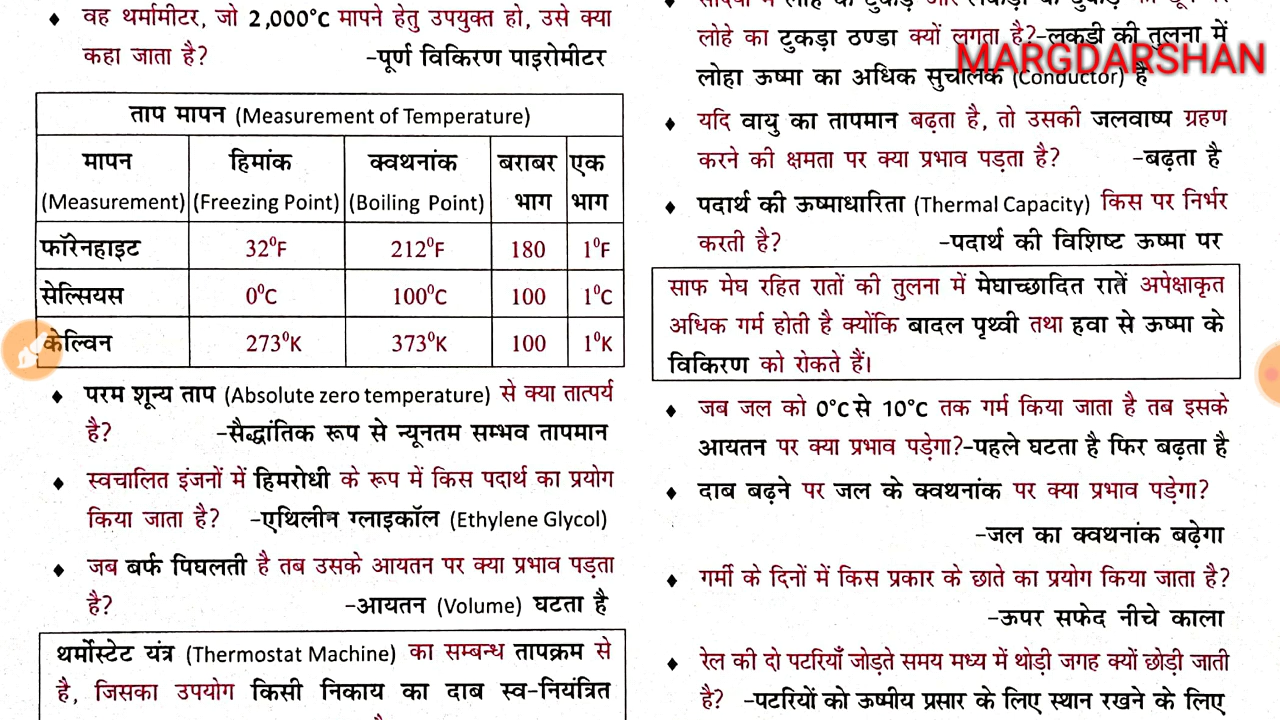 वह थर्मामीटर, जो 2,000°C मापने हेतु उपयुक्त हो, उसे क्या
कहा जाता है? -पूर्ण विकिरण पाइरोमीटर
ताप मापन (Measurement of Temperature)
मापन हिमांक क्वथनांक बराबर एक
(Measurement) (Freezing Point) (Boiling Point) भाग भाग
फॉरेनहाइट 32⁰F 212⁰F 180 1⁰F
सेल्सियस 0⁰C 100⁰C 100 1⁰C
केल्विन 273⁰K 373⁰K 100 1⁰K
♦ परम शून्य ताप (Absolute zero temperature) से क्या तात्पर्य
है? -सैद्धांतिक रूप से न्यूनतम सम्भव तापमान
♦ स्वचालित इंजनों में हिमरोधी के रूप में किस पदार्थ का प्रयोग
किया जाता है? -एथिलीन ग्लाइकॉल (Ethylene Glycol)
♦ जब बर्फ पिघलती है तब उसके आयतन पर क्या प्रभाव पड़ता
है? -आयतन (Volume) घटता है
थर्मोस्टेट यंत्र (Thermostat Machine) का सम्बन्ध तापक्रम से
है, जिसका उपयोग किसी निकाय का दाब स्व-नियंत्रित
लोहे का टुकड़ा ठण्डा क्यों लगता है?-लकडी की तुलना में
MARGDARSHAN
लोहा ऊष्मा का अधिक सुचालक (Conductor) है
♦ यदि वायु का तापमान बढ़ता है, तो उसकी जलवाष्प ग्रहण
करने की क्षमता पर क्या प्रभाव पड़ता है? -बढ़ता है
♦ पदार्थ की ऊष्माधारिता (Thermal Capacity) किस पर निर्भर
करती है? -पदार्थ की विशिष्ट ऊष्मा पर
साफ मेघ रहित रातों की तुलना में मेघाच्छादित रातें अपेक्षाकृत
अधिक गर्म होती है क्योंकि बादल पृथ्वी तथा हवा से ऊष्मा के
विकिरण को रोकते हैं।
♦ जब जल को 0°C से 10°C तक गर्म किया जाता है तब इसके
आयतन पर क्या प्रभाव पड़ेगा?-पहले घटता है फिर बढ़ता है
♦ दाब बढ़ने पर जल के क्वथनांक पर क्या प्रभाव पड़ेगा?
-जल का क्वथनांक बढ़ेगा
♦ गर्मी के दिनों में किस प्रकार के छाते का प्रयोग किया जाता है?
-ऊपर सफेद नीचे काला
♦ रेल की दो पटरियाँ जोड़ते समय मध्य में थोड़ी जगह क्यों छोड़ी जाती
है? -पटरियों को ऊष्मीय प्रसार के लिए स्थान रखने के लिए